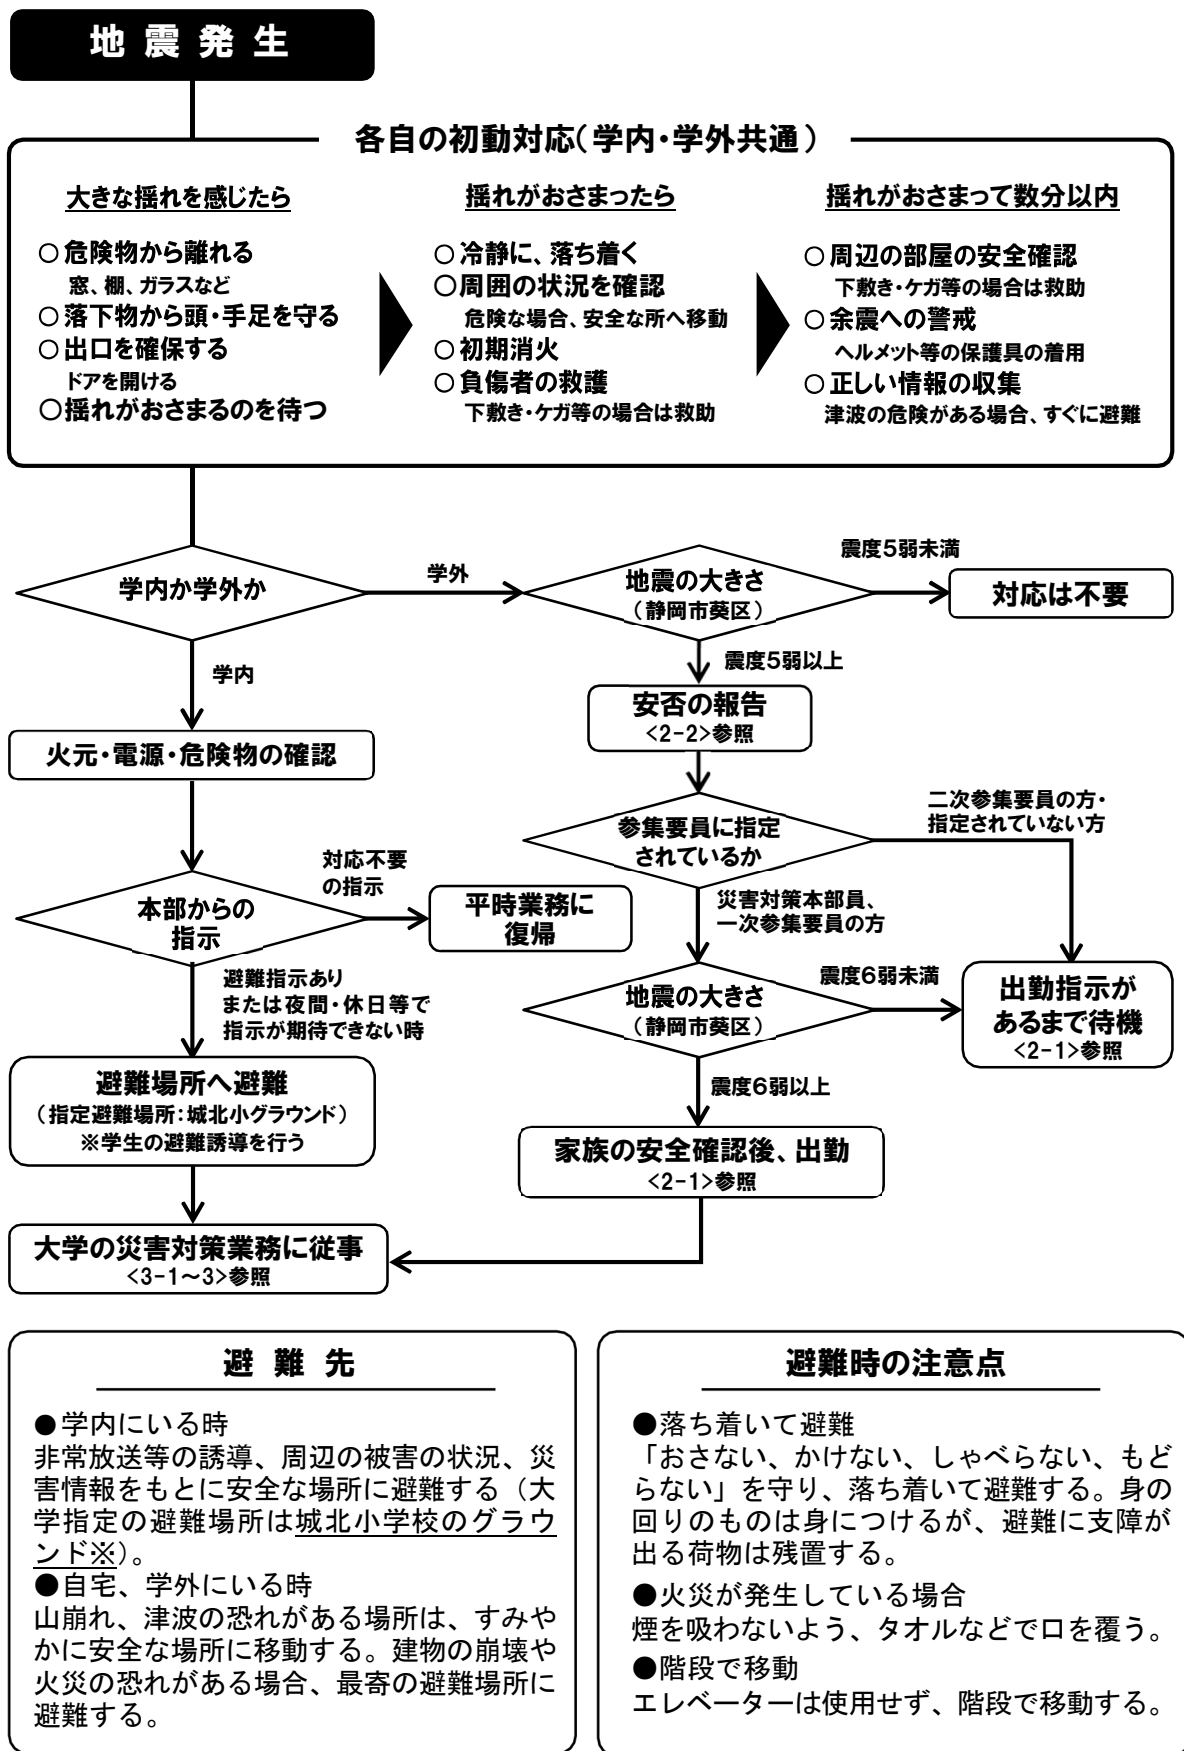 地震発生
各自の初動対応(学内・学外共通)
大きな揺れを感じたら
○危険物から離れる
窓、棚、ガラスなど
○落下物から頭・手足を守る
○出口を確保する
ドアを開ける
○揺れがおさまるのを待つ
揺れがおさまったら
○冷静に、落ち着く
○周囲の状況を確認
危険な場合、安全な所へ移動
○初期消火
○負傷者の救護
下敷き・ケガ等の場合は救助
揺れがおさまって数分以内
○周辺の部屋の安全確認
下敷き・ケガ等の場合は救助
○余震への警戒
ヘルメット等の保護具の着用
○正しい情報の収集
津波の危険がある場合、すぐに避難
学内か学外か
学外
地震の大きさ
(静岡市葵区)
震度5弱未満
対応は不要
学内
震度5弱以上
安否の報告
<2-2>参照
火元・電源・危険物の確認
参集要員に指定
されているか
二次参集要員の方・
指定されていない方
対応不要
の指示
本部からの
指示
平時業務に
復帰
災害対策本部員、
一次参集要員の方
避難指示あり
または夜間・休日等で
指示が期待できない時
地震の大きさ
(静岡市葵区)
震度6弱未満
出勤指示が
あるまで待機
<2-1>参照
避難場所へ避難
(指定避難場所:城北小グラウンド)
※学生の避難誘導を行う
震度6弱以上
家族の安全確認後、出勤
<2-1>参照
大学の災害対策業務に従事
<3-1~3>参照
避難先
●学内にいる時
非常放送等の誘導、周辺の被害の状況、災
害情報をもとに安全な場所に避難する(大
学指定の避難場所は城北小学校のグラウ
ンド※)。
●自宅、学外にいる時
山崩れ、津波の恐れがある場所は、すみや
かに安全な場所に移動する。建物の崩壊や
火災の恐れがある場合、最寄の避難場所に
避難する。
避難時の注意点
●落ち着いて避難
「おさない、かけない、しゃべらない、もど
らない」を守り、落ち着いて避難する。身の
回りのものは身につけるが、避難に支障が
出る荷物は残置する。
●火災が発生している場合
煙を吸わないよう、タオルなどで口を覆う。
●階段で移動
エレベーターは使用せず、階段で移動する。